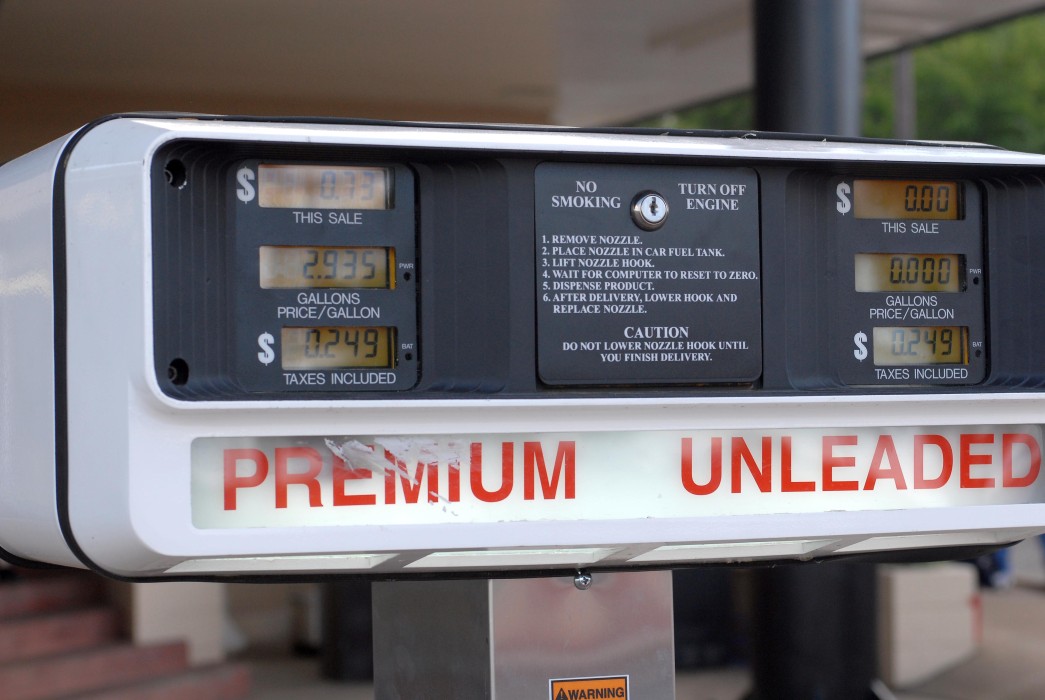 $ 0.73
THIS SALE
2.935
PWR
GALLONS
PRICE/GALLON
$ 0.249
BAT
TAXES INCLUDED
NO
SMOKING
TURN OFF
ENGINE
1. REMOVE NOZZLE.
2. PLACE NOZZLE IN CAR FUEL TANK.
3. LIFT NOZZLE HOOK.
4. WAIT FOR COMPUTER TO RESET TO ZERO.
5. DISPENSE PRODUCT.
6. AFTER DELIVERY, LOWER HOOK AND
REPLACE NOZZLE.
CAUTION
DO NOT LOWER NOZZLE HOOK UNTIL
YOU FINISH DELIVERY.
$ 0.00
THIS SALE
0.000
PWR
GALLONS
PRICE/GALLON
$ 0.249
BAT
TAXES INCLUDED
PREMIUM UNLEADED
WARNING